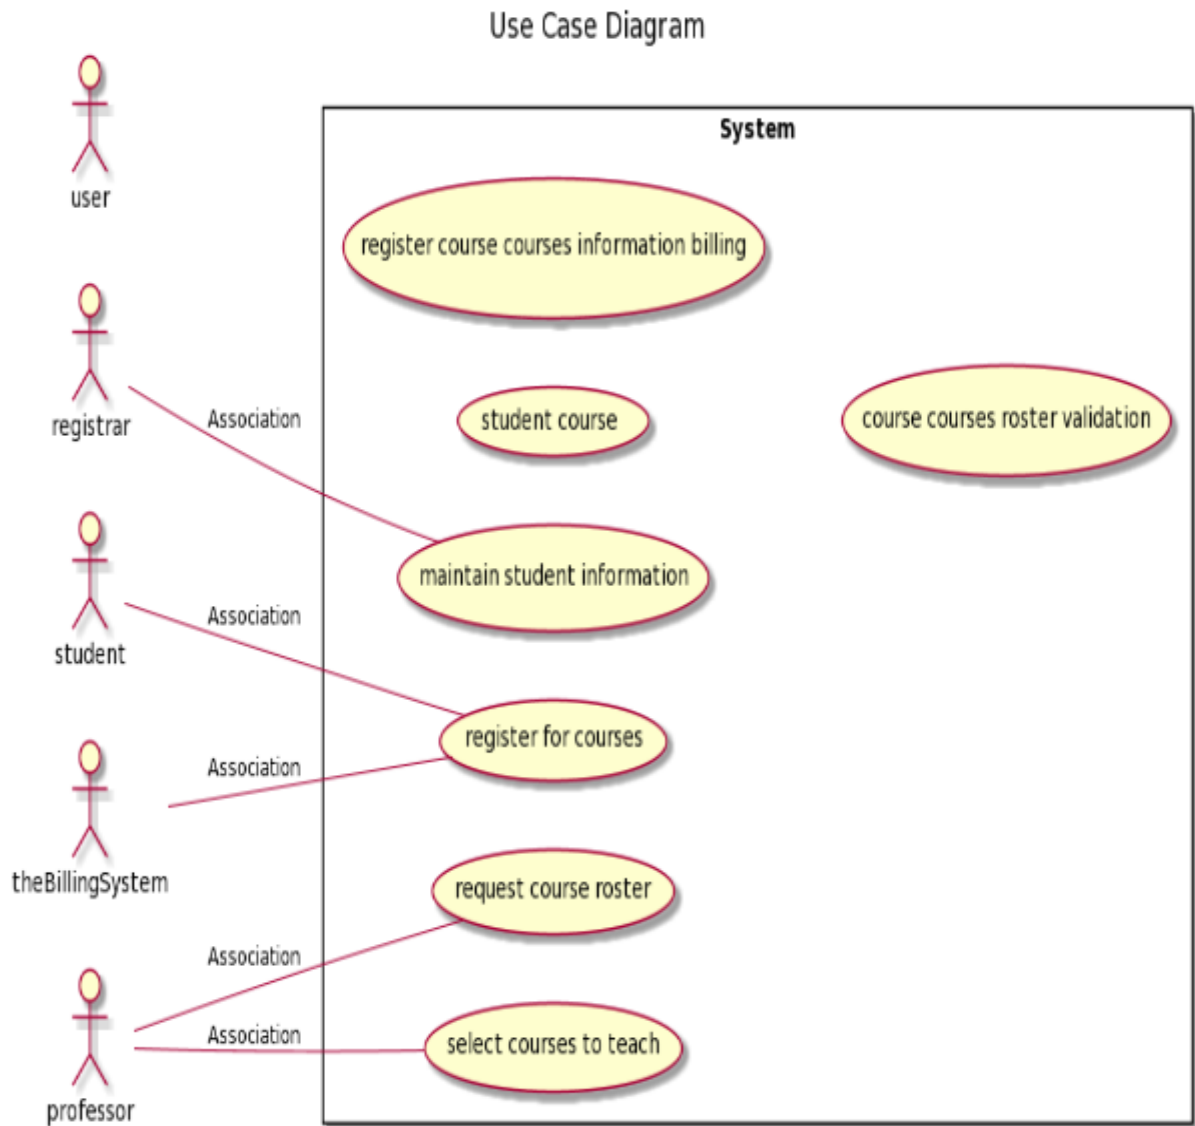 Use Case Diagram
System
user
register course courses information billing
registrar
Association
student course
course courses roster validation
maintain student information
student
Association
register for courses
Association
theBillingSystem
request course roster
Association
professor
Association
select courses to teach